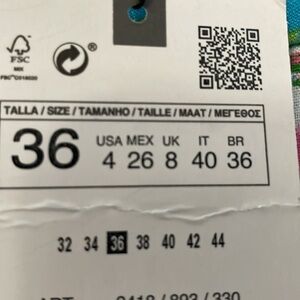 FSC
MIX
TALLA / SIZE / TAMANHO / TAILLE / MAAT / ΜΕΓΕΘΟΣ
36
USA MEX UK IT BR
4 26 8 40 36
32 34 36 38 40 42 44